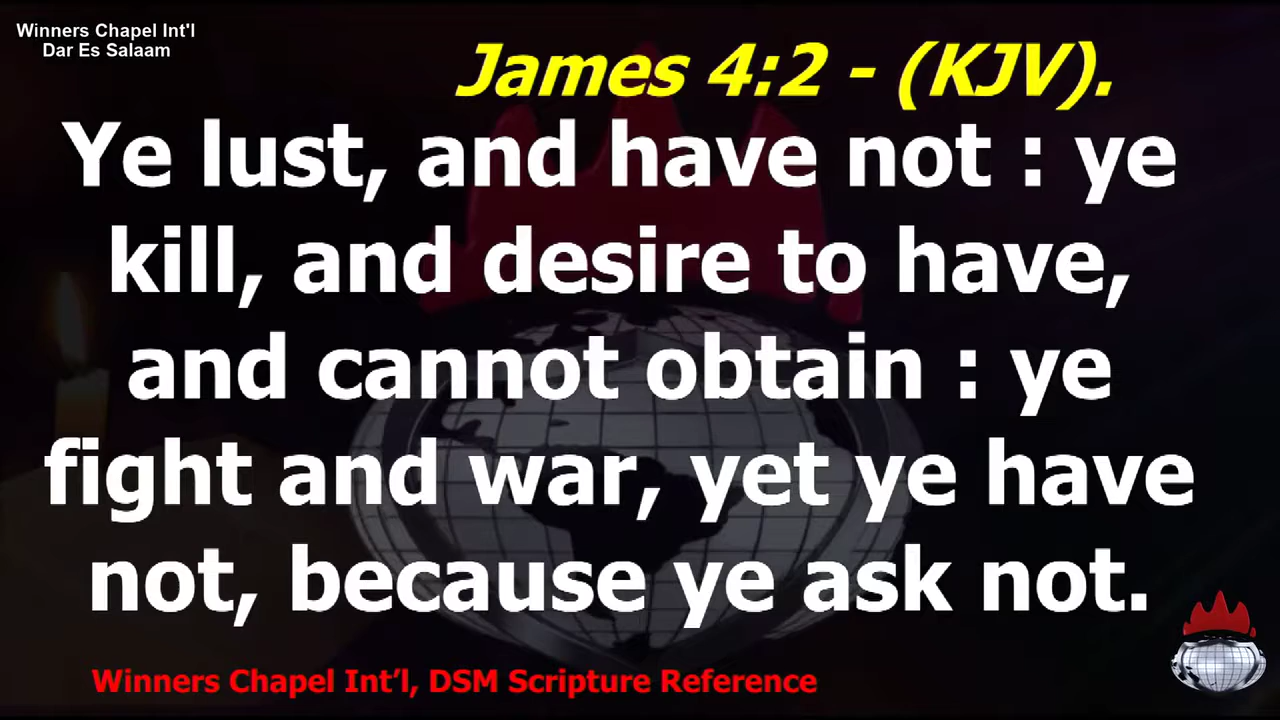 Winners Chapel Int'l
Dar Es Salaam
James 4:2 - (KJV).
Ye lust, and have not : ye
kill, and desire to have,
and cannot obtain : ye
fight and war, yet ye have
not, because ye ask not.
Winners Chapel Int’l, DSM Scripture Reference